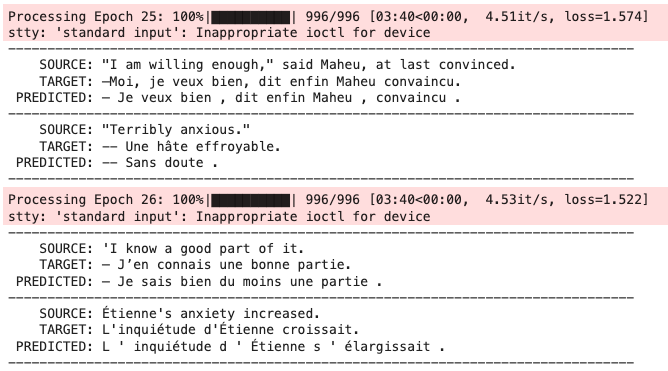 Processing Epoch 25: 100%|██████████| 996/996 [03:40<00:00,  4.51it/s, loss=1.574]
stty: 'standard input': Inappropriate ioctl for device
--------------------------------------------------------------------------------
    SOURCE: "I am willing enough," said Maheu, at last convinced.
    TARGET: —Moi, je veux bien, dit enfin Maheu convaincu.
 PREDICTED: — Je veux bien , dit enfin Maheu , convaincu .
--------------------------------------------------------------------------------
    SOURCE: "Terribly anxious."
    TARGET: -- Une hâte effroyable.
 PREDICTED: -- Sans doute .
--------------------------------------------------------------------------------
Processing Epoch 26: 100%|██████████| 996/996 [03:40<00:00,  4.53it/s, loss=1.522]
stty: 'standard input': Inappropriate ioctl for device
--------------------------------------------------------------------------------
    SOURCE: 'I know a good part of it.
    TARGET: — J’en connais une bonne partie.
 PREDICTED: — Je sais bien du moins une partie .
--------------------------------------------------------------------------------
    SOURCE: Étienne's anxiety increased.
    TARGET: L'inquiétude d'Étienne croissait.
 PREDICTED: L ' inquiétude d ' Étienne s ' élargissait .
--------------------------------------------------------------------------------